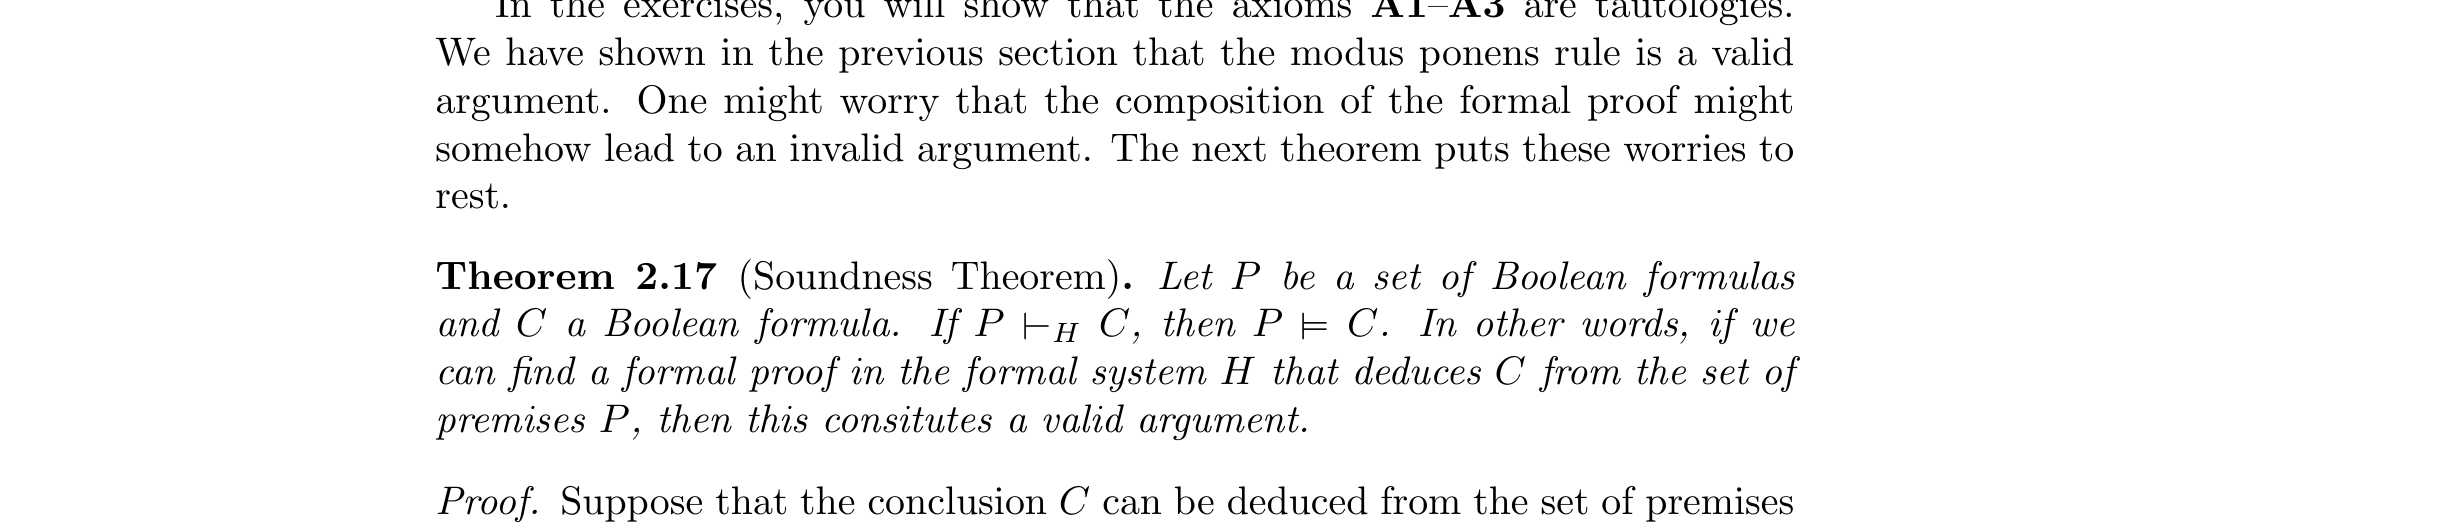 In the exercises, you will show that the axioms A1–A3 are tautologies.
We have shown in the previous section that the modus ponens rule is a valid
argument. One might worry that the composition of the formal proof might
somehow lead to an invalid argument. The next theorem puts these worries to
rest.
Theorem 2.17 (Soundness Theorem). Let P be a set of Boolean formulas
and C a Boolean formula. If P ⊢_H C, then P ⊨ C. In other words, if we
can find a formal proof in the formal system H that deduces C from the set of
premises P, then this consitutes a valid argument.
Proof. Suppose that the conclusion C can be deduced from the set of premises